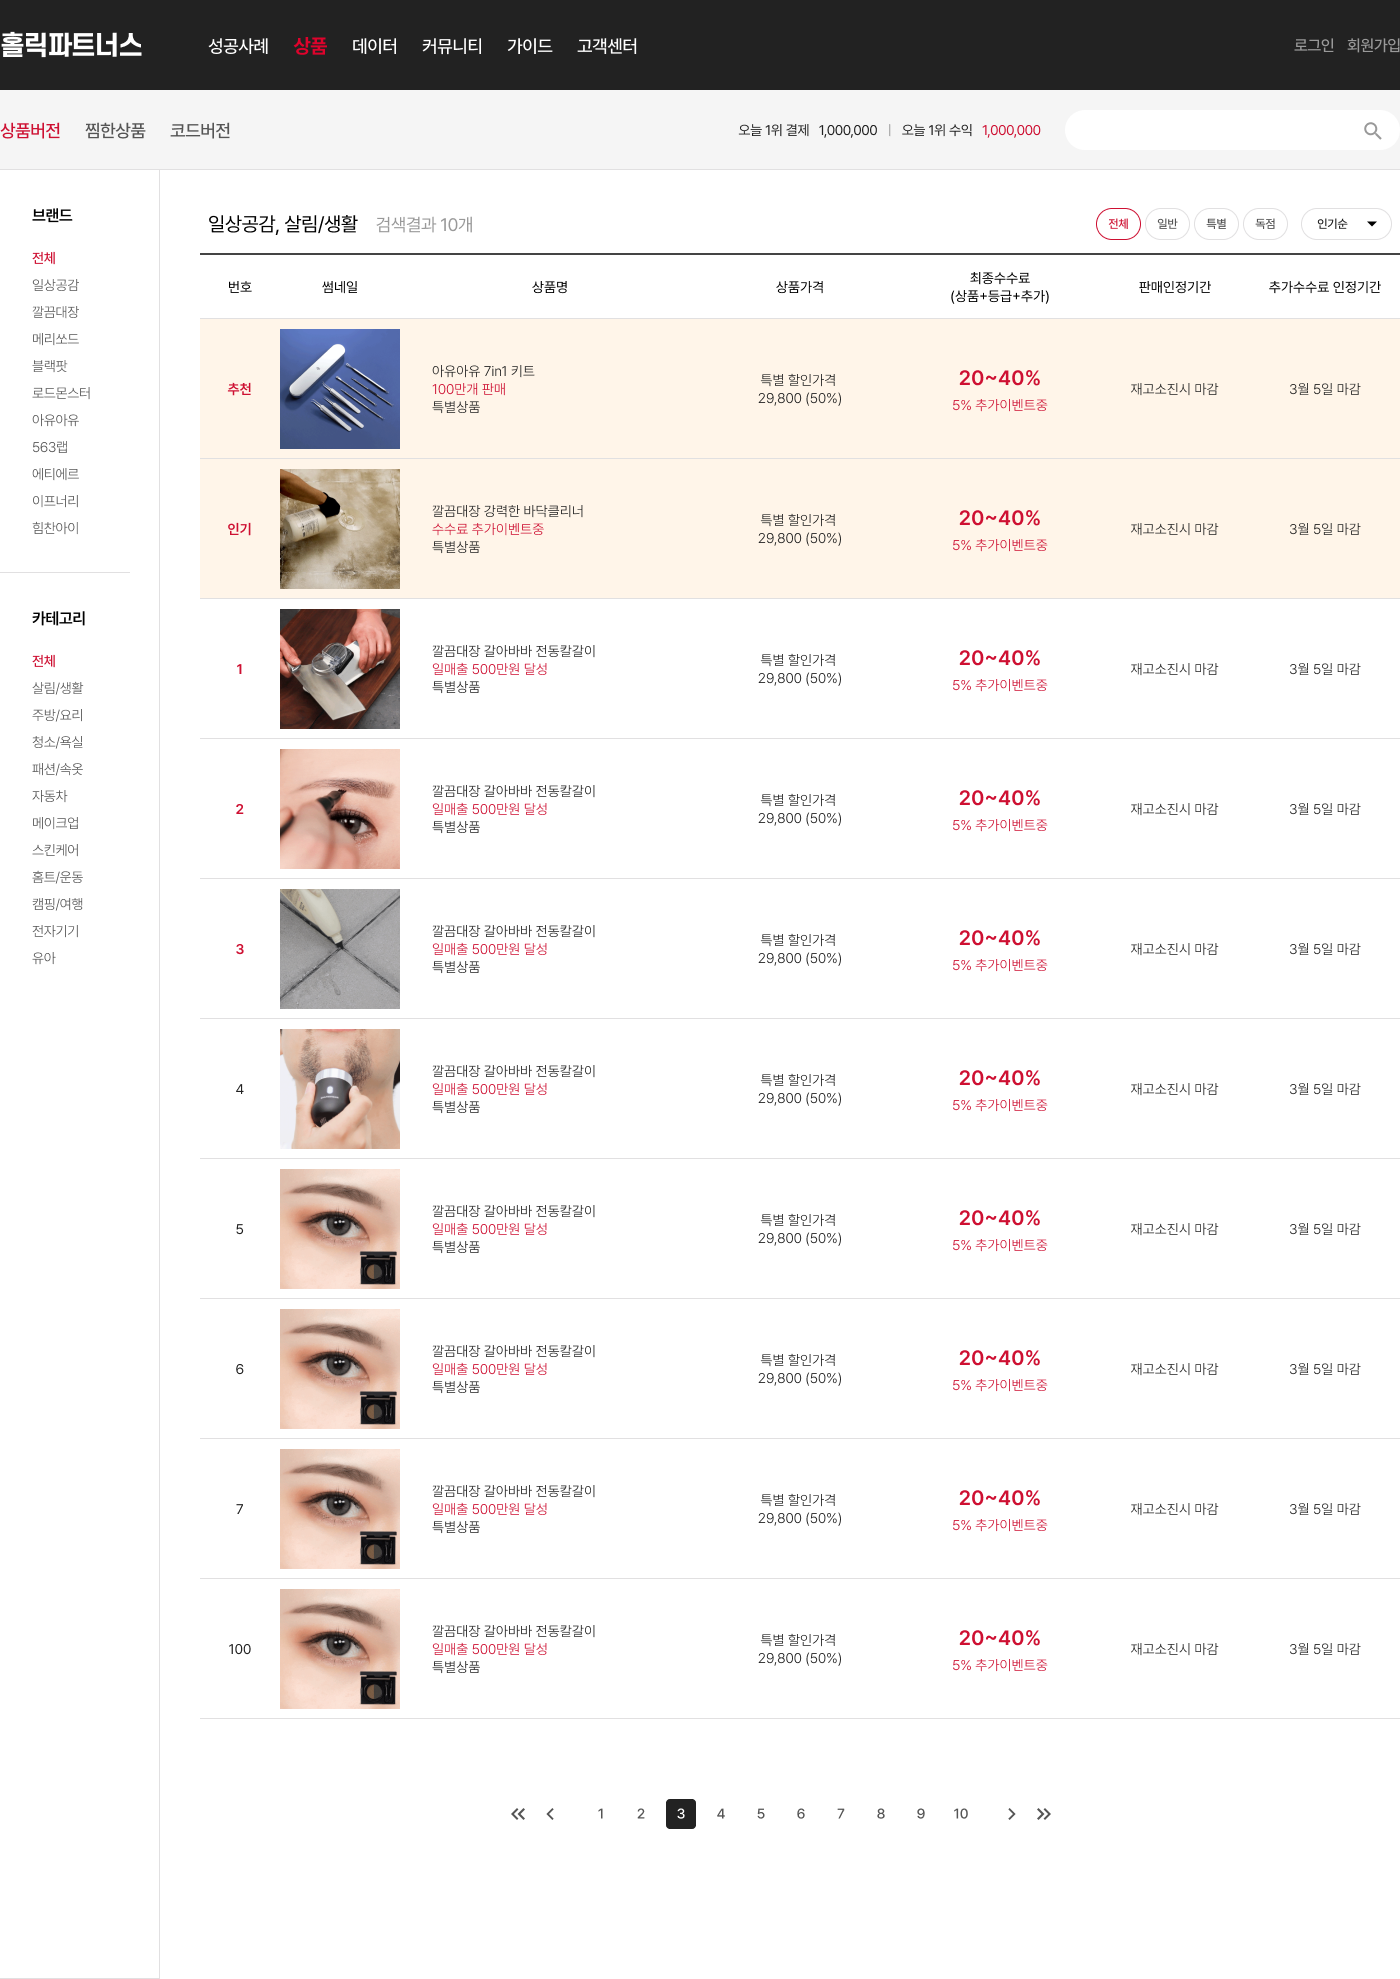 홀릭파트너스
성공사례 상품 데이터 커뮤니티 가이드 고객센터
로그인 회원가입
상품버전 찜한상품 코드버전
오늘 1위 결제 1,000,000 | 오늘 1위 수익 1,000,000
브랜드
전체
일상공감
깔끔대장
메리쏘드
블랙팟
로드몬스터
아유아유
563랩
에티에르
이프너리
힘찬아이
카테고리
전체
살림/생활
주방/요리
청소/욕실
패션/속옷
자동차
메이크업
스킨케어
홈트/운동
캠핑/여행
전자기기
유아
일상공감, 살림/생활 검색결과 10개
전체 일반 특별 독점 인기순
번호 썸네일 상품명 상품가격 최종수수료 판매인정기간 추가수수료 인정기간
(상품+등급+추가)
추천
아유아유 7in1 키트
100만개 판매
특별상품
특별 할인가격
29,800 (50%)
20~40%
5% 추가이벤트중
재고소진시 마감
3월 5일 마감
인기
깔끔대장 강력한 바닥클리너
수수료 추가이벤트중
특별상품
특별 할인가격
29,800 (50%)
20~40%
5% 추가이벤트중
재고소진시 마감
3월 5일 마감
1
깔끔대장 갈아바바 전동칼갈이
일매출 500만원 달성
특별상품
특별 할인가격
29,800 (50%)
20~40%
5% 추가이벤트중
재고소진시 마감
3월 5일 마감
2
깔끔대장 갈아바바 전동칼갈이
일매출 500만원 달성
특별상품
특별 할인가격
29,800 (50%)
20~40%
5% 추가이벤트중
재고소진시 마감
3월 5일 마감
3
깔끔대장 갈아바바 전동칼갈이
일매출 500만원 달성
특별상품
특별 할인가격
29,800 (50%)
20~40%
5% 추가이벤트중
재고소진시 마감
3월 5일 마감
4
깔끔대장 갈아바바 전동칼갈이
일매출 500만원 달성
특별상품
특별 할인가격
29,800 (50%)
20~40%
5% 추가이벤트중
재고소진시 마감
3월 5일 마감
5
깔끔대장 갈아바바 전동칼갈이
일매출 500만원 달성
특별상품
특별 할인가격
29,800 (50%)
20~40%
5% 추가이벤트중
재고소진시 마감
3월 5일 마감
6
깔끔대장 갈아바바 전동칼갈이
일매출 500만원 달성
특별상품
특별 할인가격
29,800 (50%)
20~40%
5% 추가이벤트중
재고소진시 마감
3월 5일 마감
7
깔끔대장 갈아바바 전동칼갈이
일매출 500만원 달성
특별상품
특별 할인가격
29,800 (50%)
20~40%
5% 추가이벤트중
재고소진시 마감
3월 5일 마감
100
깔끔대장 갈아바바 전동칼갈이
일매출 500만원 달성
특별상품
특별 할인가격
29,800 (50%)
20~40%
5% 추가이벤트중
재고소진시 마감
3월 5일 마감
1 2 3 4 5 6 7 8 9 10